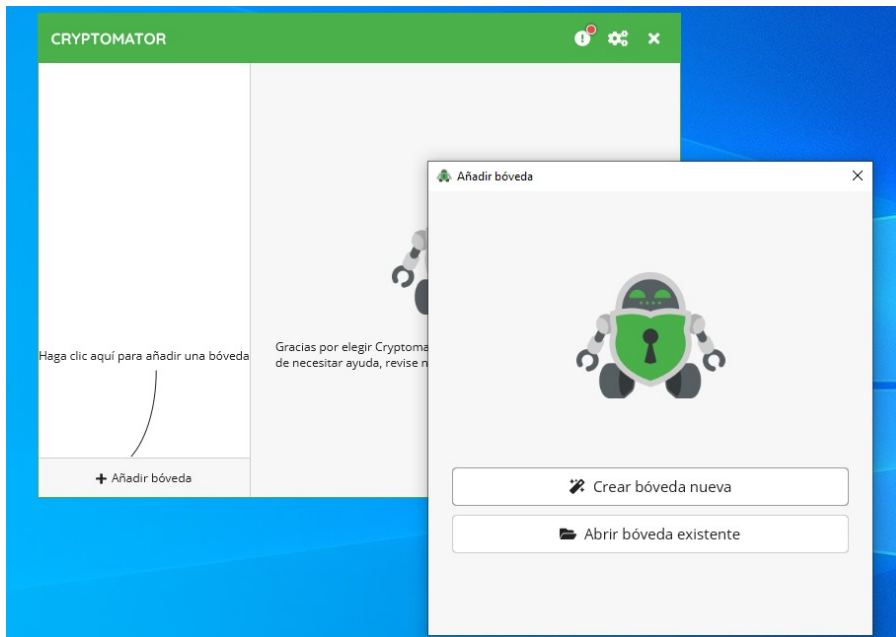 CRYPTOMATOR
Añadir bóveda
Haga clic aquí para añadir una bóveda
Gracias por elegir Cryptoma
de necesitar ayuda, revise n
+ Añadir bóveda
Crear bóveda nueva
Abrir bóveda existente